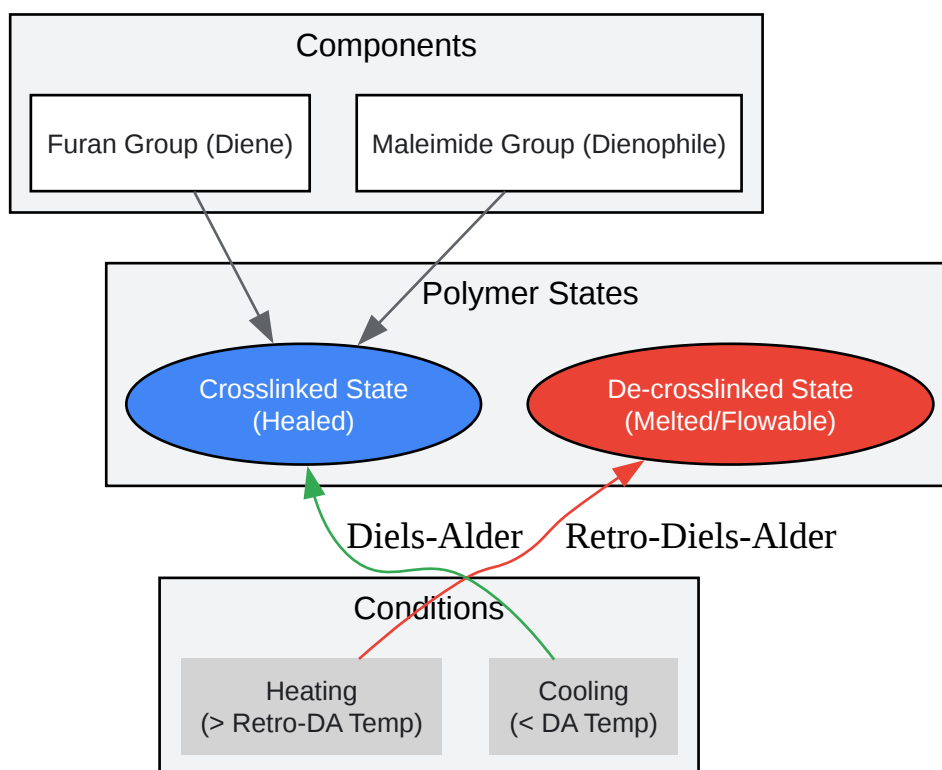 Components
Furan Group (Diene)
Maleimide Group (Dienophile)
Polymer States
Crosslinked State
(Healed)
De-crosslinked State
(Melted/Flowable)
Diels-Alder
Retro-Diels-Alder
Conditions
Heating
(> Retro-DA Temp)
Cooling
(< DA Temp)